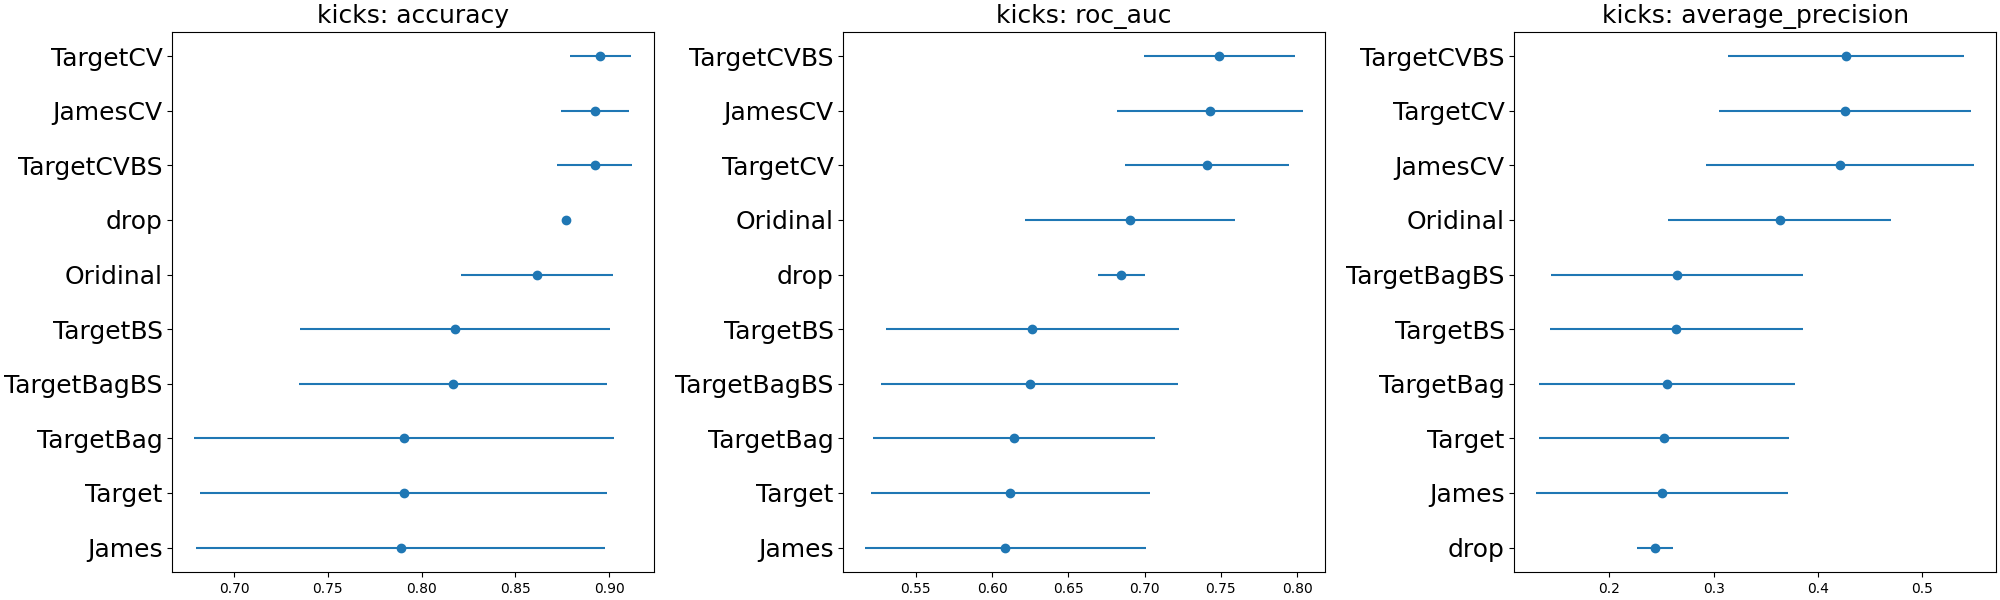 kicks: accuracy
TargetCV
JamesCV
TargetCVBS
drop
Oridinal
TargetBS
TargetBagBS
TargetBag
Target
James
0.70 0.75 0.80 0.85 0.90
kicks: roc_auc
TargetCVBS
JamesCV
TargetCV
Oridinal
drop
TargetBS
TargetBagBS
TargetBag
Target
James
0.55 0.60 0.65 0.70 0.75 0.80
kicks: average_precision
TargetCVBS
TargetCV
JamesCV
Oridinal
TargetBagBS
TargetBS
TargetBag
Target
James
drop
0.2 0.3 0.4 0.5